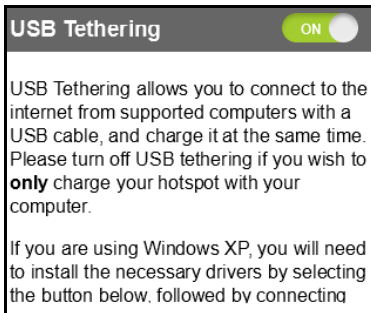 USB Tethering ON
USB Tethering allows you to connect to the
internet from supported computers with a
USB cable, and charge it at the same time.
Please turn off USB tethering if you wish to
only charge your hotspot with your
computer.
If you are using Windows XP, you will need
to install the necessary drivers by selecting
the button below, followed by connecting